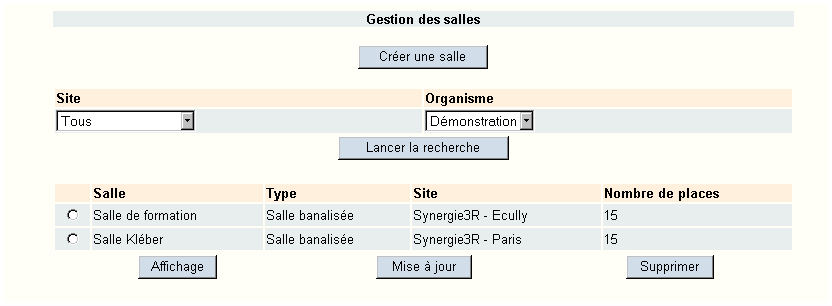 Gestion des salles
Créer une salle
Site Organisme
Tous Démonstration
Lancer la recherche
Salle Type Site Nombre de places
Salle de formation Salle banalisée Synergie3R - Ecully 15
Salle Kléber Salle banalisée Synergie3R - Paris 15
Affichage Mise à jour Supprimer